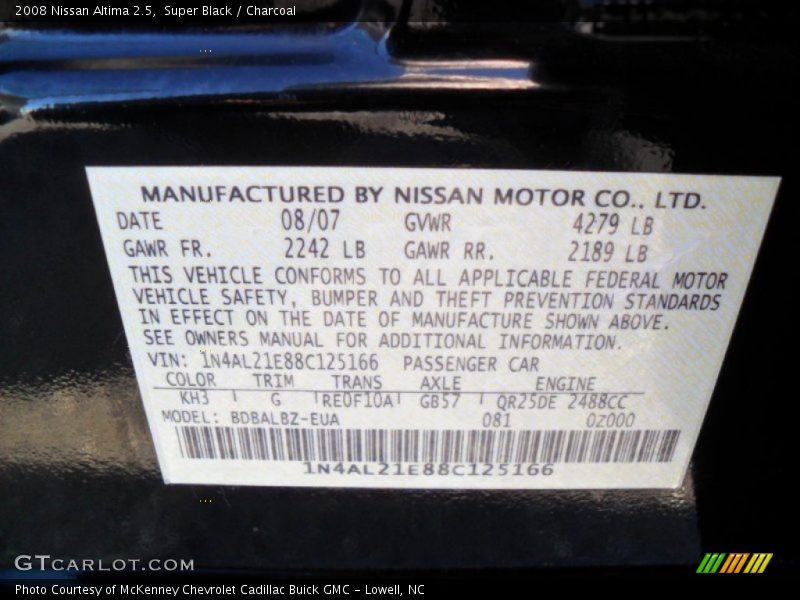 2008 Nissan Altima 2.5, Super Black / Charcoal
MANUFACTURED BY NISSAN MOTOR CO., LTD.
DATE 08/07 GVWR 4279 LB
GAWR FR. 2242 LB GAWR RR. 2189 LB
THIS VEHICLE CONFORMS TO ALL APPLICABLE FEDERAL MOTOR
VEHICLE SAFETY, BUMPER AND THEFT PREVENTION STANDARDS
IN EFFECT ON THE DATE OF MANUFACTURE SHOWN ABOVE.
SEE OWNERS MANUAL FOR ADDITIONAL INFORMATION.
VIN: 1N4AL21E88C125166 PASSENGER CAR
COLOR TRIM TRANS AXLE ENGINE
KH3 G RE0F10A GB57 QR25DE 2488CC
MODEL: BDBALBZ-EUA 081 0Z000
1N4AL21E88C125166
GTCARLOT.COM
Photo Courtesy of McKenney Chevrolet Cadillac Buick GMC - Lowell, NC